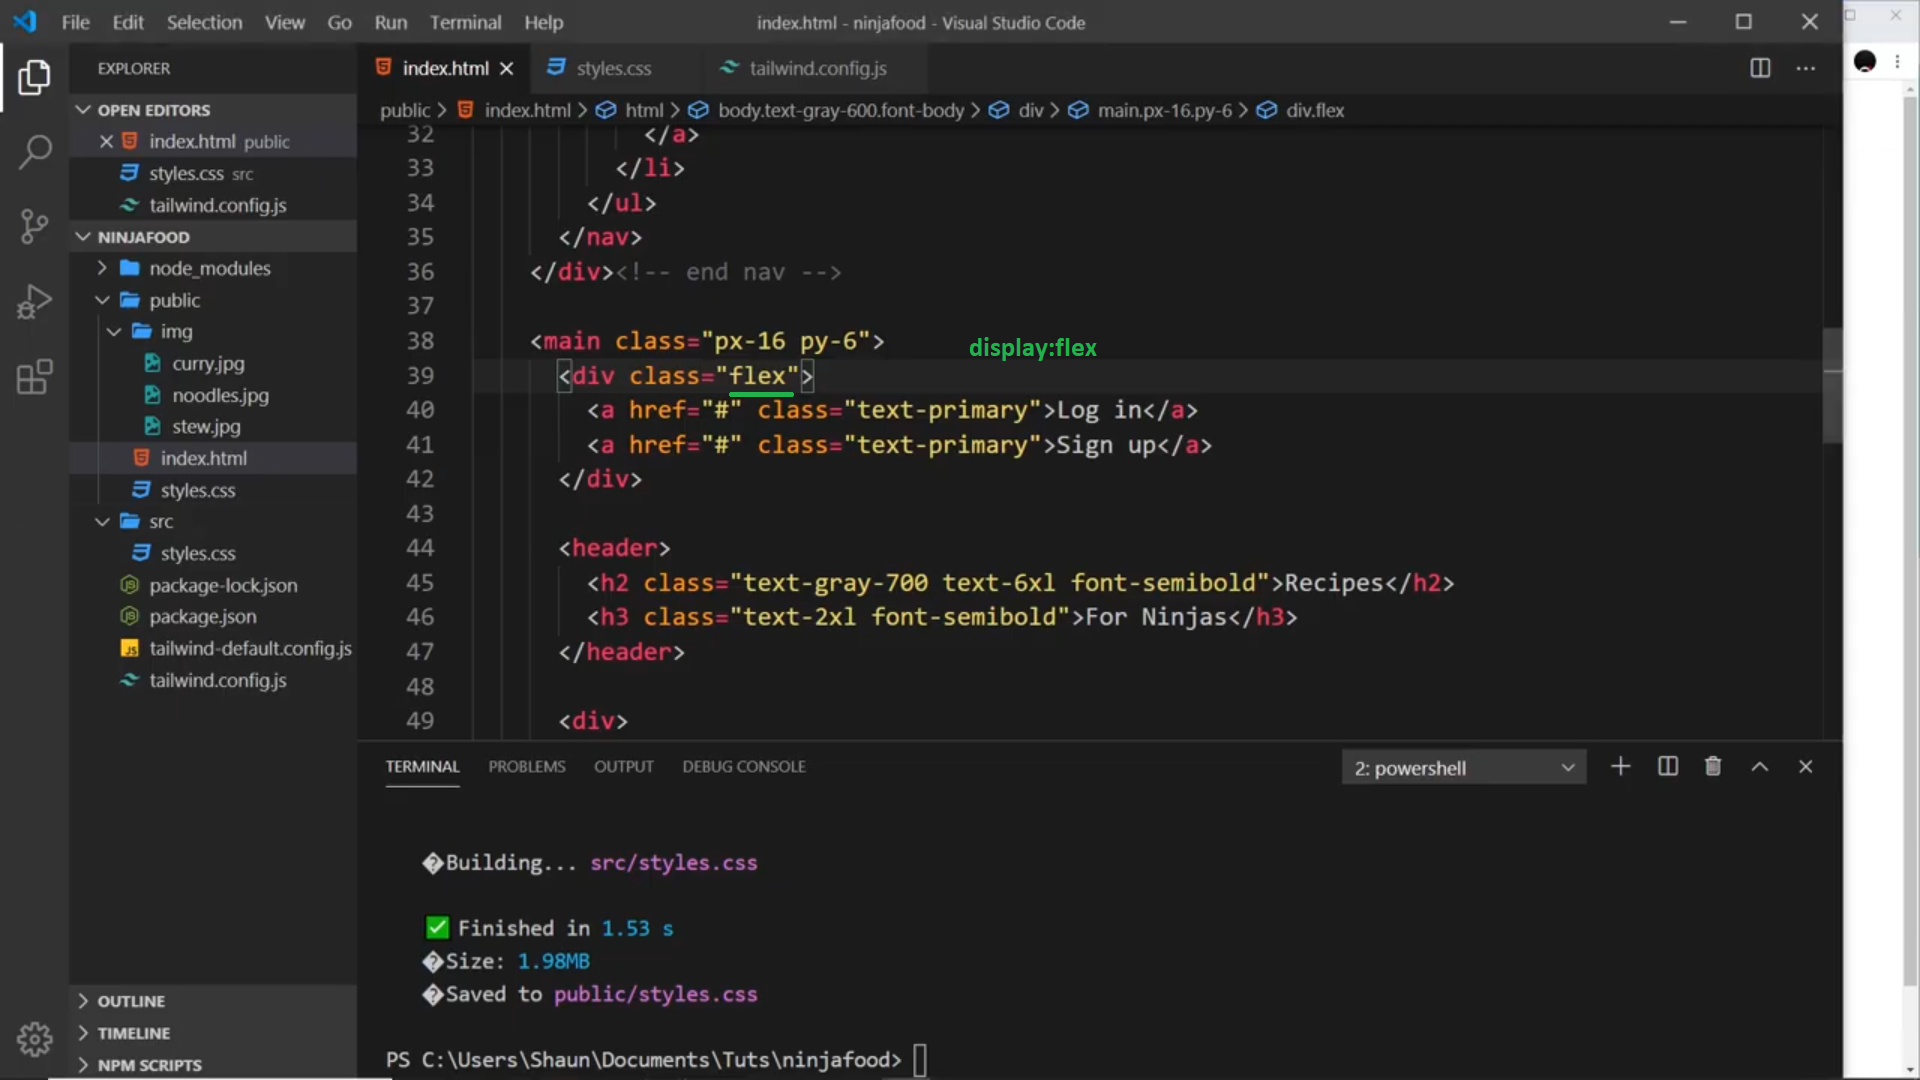 File Edit Selection View Go Run Terminal Help
index.html - ninjafood - Visual Studio Code
EXPLORER
OPEN EDITORS
index.html public
styles.css src
tailwind.config.js
NINJAFOOD
node_modules
public
img
curry.jpg
noodles.jpg
stew.jpg
index.html
styles.css
src
styles.css
package-lock.json
package.json
tailwind-default.config.js
tailwind.config.js
OUTLINE
TIMELINE
NPM SCRIPTS
index.html styles.css tailwind.config.js
public > index.html > html > body.text-gray-600.font-body > div > main.px-16.py-6 > div.flex
32 </a>
33 </li>
34 </ul>
35 </nav>
36 </div><!-- end nav -->
37
38 <main class="px-16 py-6">
display:flex
39 <div class="flex">
40 <a href="#" class="text-primary">Log in</a>
41 <a href="#" class="text-primary">Sign up</a>
42 </div>
43
44 <header>
45 <h2 class="text-gray-700 text-6xl font-semibold">Recipes</h2>
46 <h3 class="text-2xl font-semibold">For Ninjas</h3>
47 </header>
48
49 <div>
TERMINAL PROBLEMS OUTPUT DEBUG CONSOLE
2: powershell
�Building... src/styles.css
✅ Finished in 1.53 s
�Size: 1.98MB
�Saved to public/styles.css
PS C:\Users\Shaun\Documents\Tuts\ninjafood>